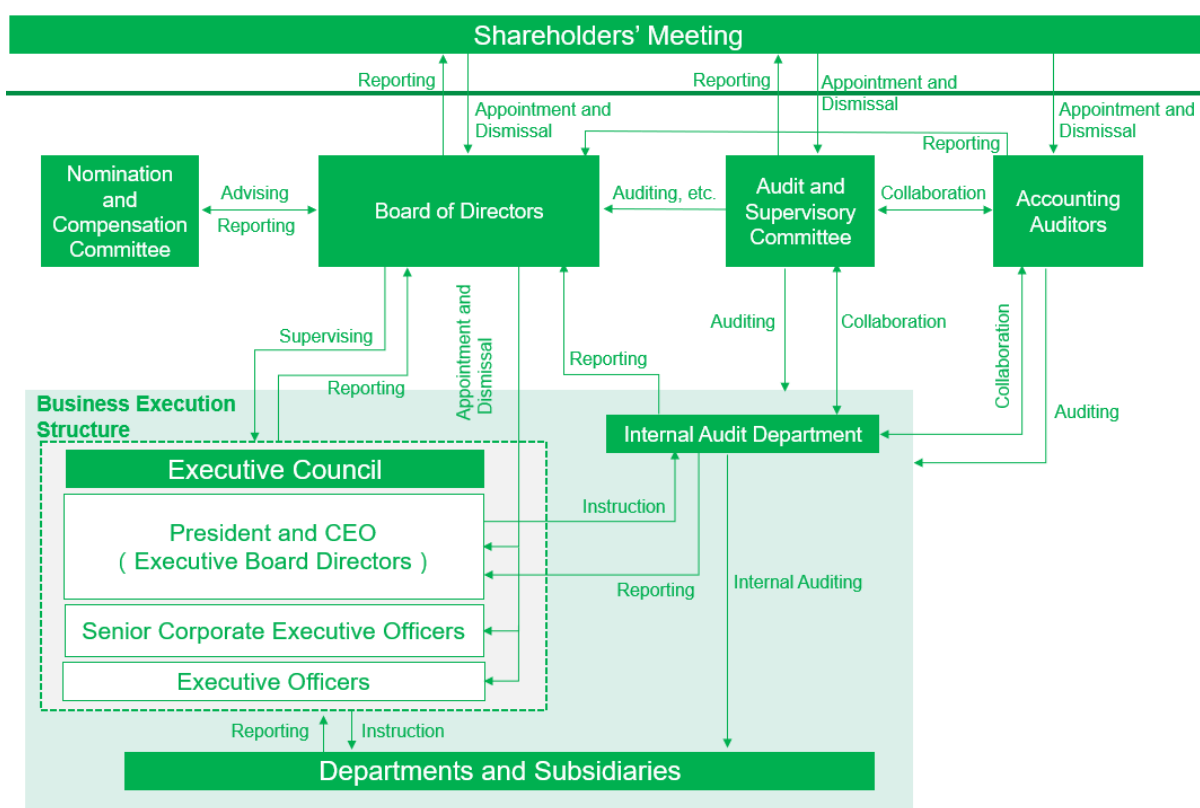 Shareholders' Meeting
Reporting
Appointment and
Dismissal
Reporting
Appointment and
Dismissal
Appointment and
Dismissal
Reporting
Nomination
and
Compensation
Committee
Advising
Reporting
Board of Directors
Auditing, etc.
Audit and
Supervisory
Committee
Collaboration
Accounting
Auditors
Supervising
Reporting
Appointment and
Dismissal
Reporting
Auditing
Collaboration
Collaboration
Auditing
Business Execution
Structure
Internal Audit Department
Executive Council
President and CEO
( Executive Board Directors )
Instruction
Reporting
Internal Auditing
Senior Corporate Executive Officers
Executive Officers
Reporting
Instruction
Departments and Subsidiaries